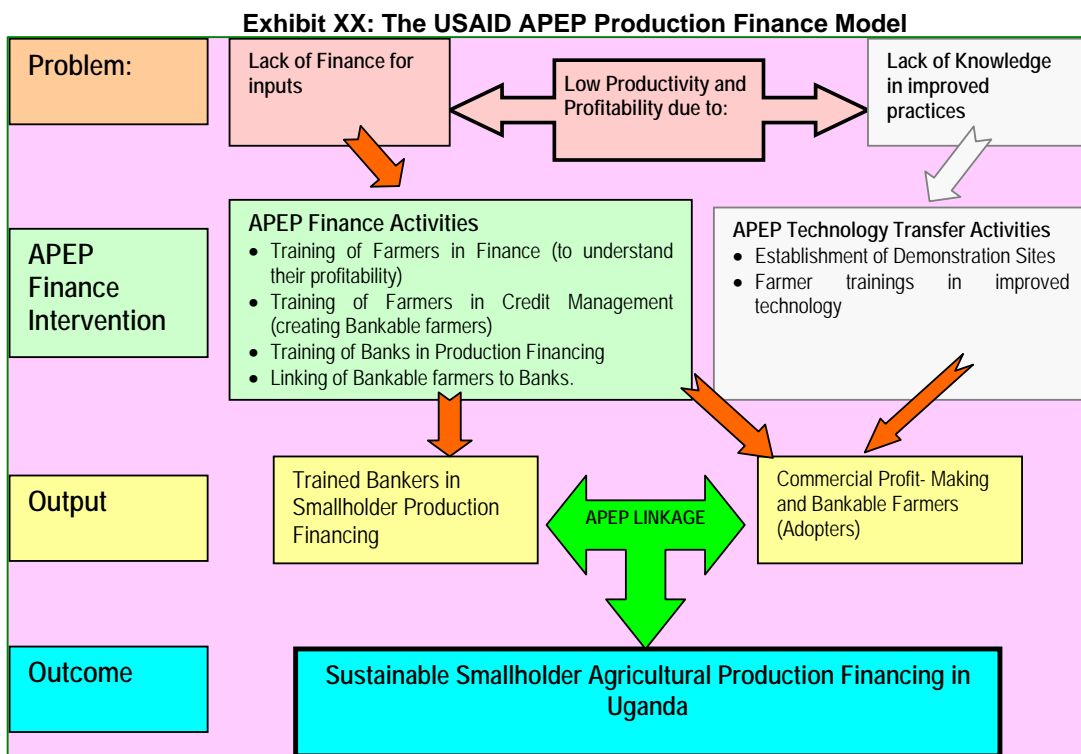 Exhibit XX: The USAID APEP Production Finance Model
Problem:
Lack of Finance for
inputs
Low Productivity and
Profitability due to:
Lack of Knowledge
in improved
practices
APEP
Finance
Intervention
APEP Finance Activities
• Training of Farmers in Finance (to understand
their profitability)
• Training of Farmers in Credit Management
(creating Bankable farmers)
• Training of Banks in Production Financing
• Linking of Bankable farmers to Banks.
APEP Technology Transfer Activities
• Establishment of Demonstration Sites
• Farmer trainings in improved
technology
Output
Trained Bankers in
Smallholder Production
Financing
APEP LINKAGE
Commercial Profit- Making
and Bankable Farmers
(Adopters)
Outcome
Sustainable Smallholder Agricultural Production Financing in
Uganda